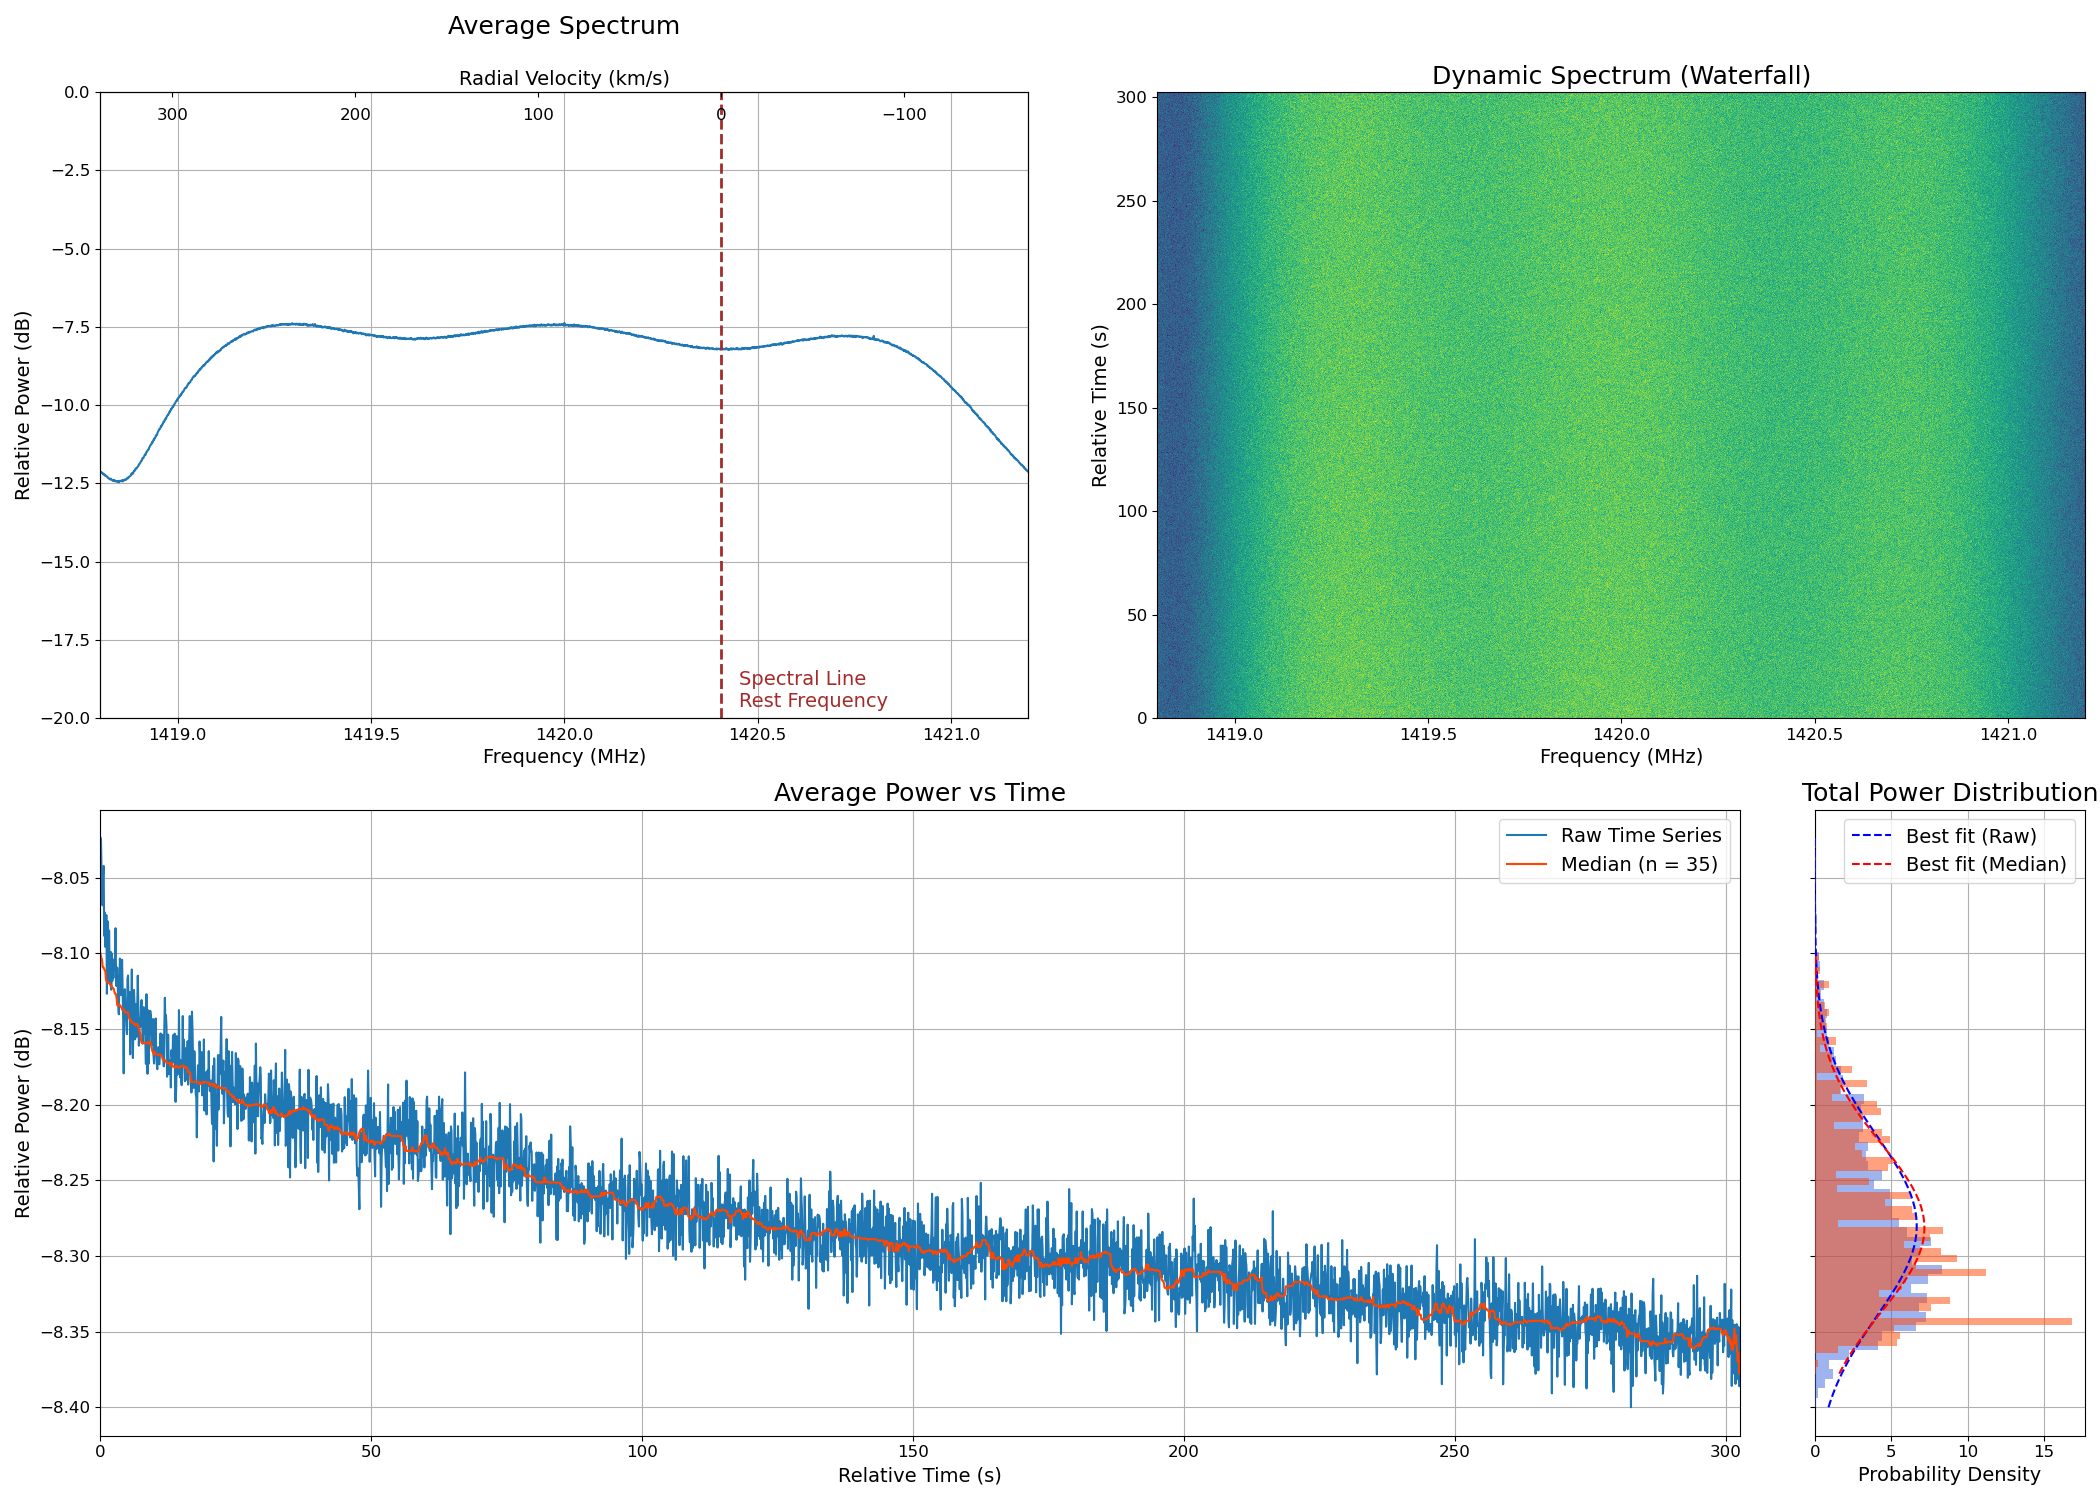 Average Spectrum
Radial Velocity (km/s)
300 200 100 0 −100
0.0
−2.5
−5.0
−7.5
−10.0
−12.5
−15.0
−17.5
−20.0
Relative Power (dB)
Spectral Line
Rest Frequency
1419.0 1419.5 1420.0 1420.5 1421.0
Frequency (MHz)
Dynamic Spectrum (Waterfall)
300
250
200
150
100
50
0
Relative Time (s)
1419.0 1419.5 1420.0 1420.5 1421.0
Frequency (MHz)
Average Power vs Time
Raw Time Series
Median (n = 35)
−8.05
−8.10
−8.15
−8.20
−8.25
−8.30
−8.35
−8.40
Relative Power (dB)
0 50 100 150 200 250 300
Relative Time (s)
Total Power Distribution
Best fit (Raw)
Best fit (Median)
0 5 10 15
Probability Density